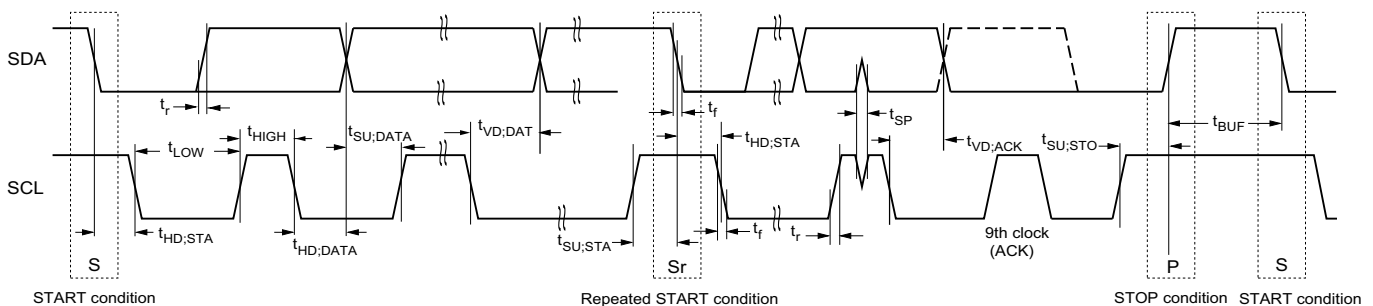 SDA
t_r
t_f
t_SP
t_HIGH
t_SU;DATA
t_VD;DAT
t_HD;STA
t_BUF
t_LOW
t_VD;ACK
t_SU;STO
SCL
t_HD;STA
t_HD;DATA
t_SU;STA
t_f
t_r
9th clock
(ACK)
S
Sr
P
S
START condition
Repeated START condition
STOP condition
START condition